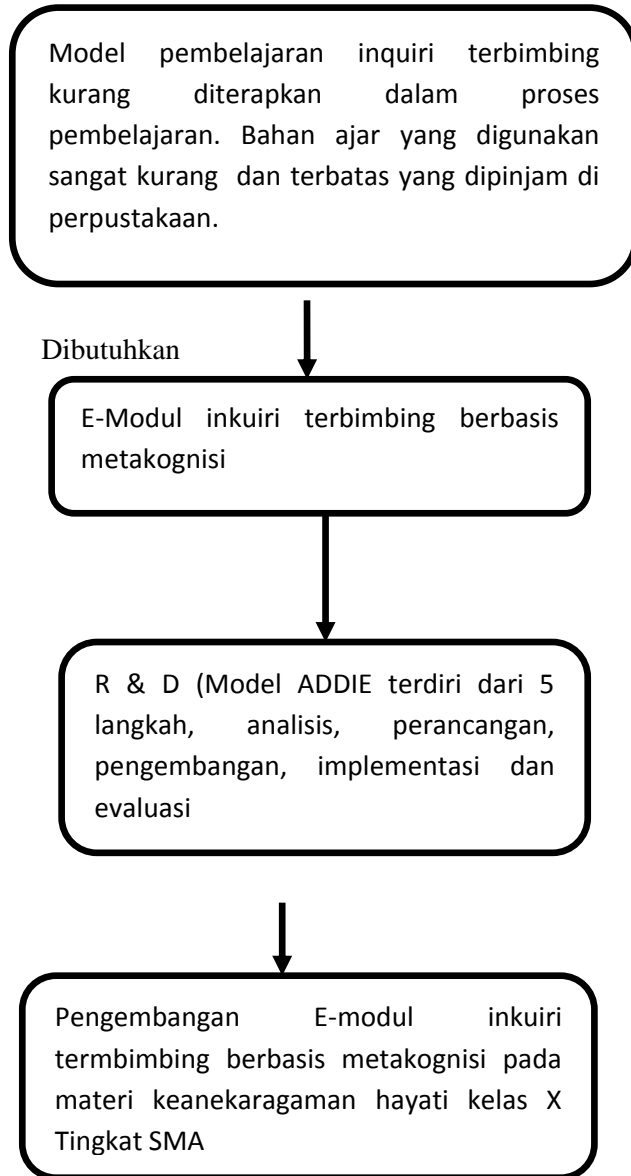 Model pembelajaran inquiri terbimbing
kurang diterapkan dalam proses
pembelajaran. Bahan ajar yang digunakan
sangat kurang dan terbatas yang dipinjam di
perpustakaan.
Dibutuhkan
E-Modul inkuiri terbimbing berbasis
metakognisi
R & D (Model ADDIE terdiri dari 5
langkah, analisis, perancangan,
pengembangan, implementasi dan
evaluasi
Pengembangan E-modul inkuiri
termbimbing berbasis metakognisi pada
materi keanekaragaman hayati kelas X
Tingkat SMA